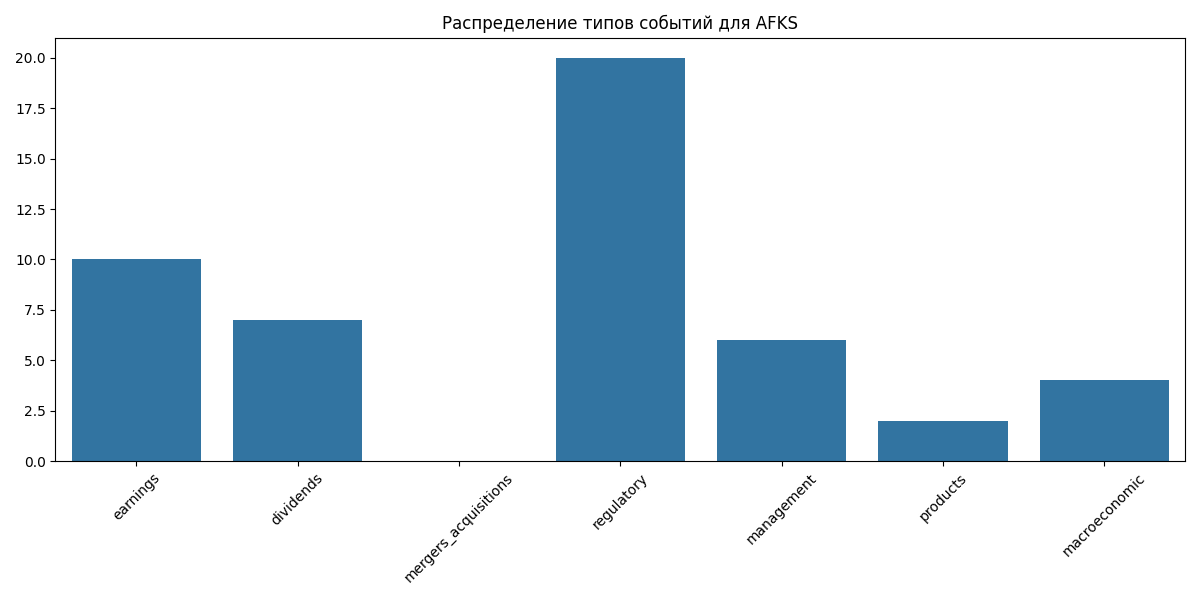 Распределение типов событий для AFKS
20.0
17.5
15.0
12.5
10.0
7.5
5.0
2.5
0.0
earnings
dividends
mergers_acquisitions
regulatory
management
products
macroeconomic